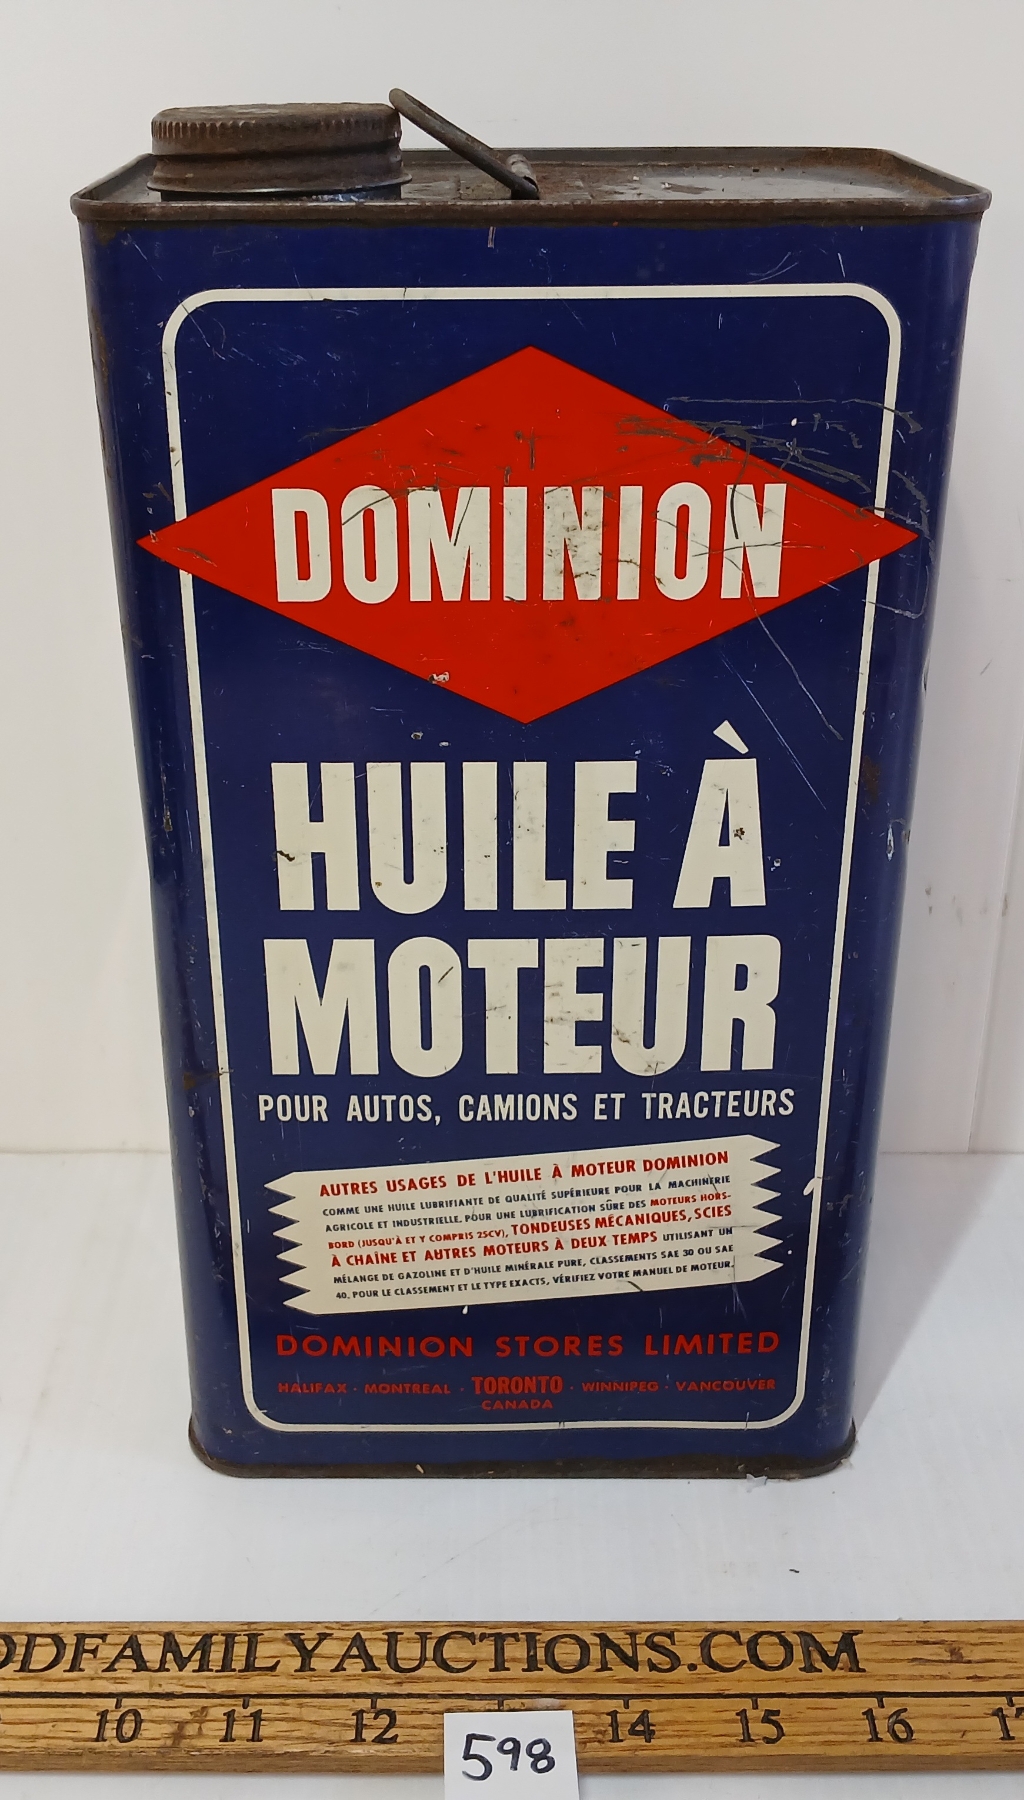 DOMINION
HUILE À
MOTEUR
POUR AUTOS, CAMIONS ET TRACTEURS
AUTRES USAGES DE L'HUILE À MOTEUR DOMINION
COMME UNE HUILE LUBRIFIANTE DE QUALITÉ SUPÉRIEURE POUR LA MACHINERIE
AGRICOLE ET INDUSTRIELLE. POUR UNE LUBRIFICATION SÛRE DES MOTEURS HORS-
BORD (JUSQU'À ET Y COMPRIS 25CV), TONDEUSES MÉCANIQUES, SCIES
À CHAÎNE ET AUTRES MOTEURS À DEUX TEMPS UTILISANT UN
MÉLANGE DE GAZOLINE ET D'HUILE MINÉRALE PURE, CLASSEMENTS SAE 30 OU SAE
40. POUR LE CLASSEMENT ET LE TYPE EXACTS, VÉRIFIEZ VOTRE MANUEL DE MOTEUR.
DOMINION STORES LIMITED
HALIFAX · MONTREAL · TORONTO · WINNIPEG · VANCOUVER
CANADA
ODFAMILYAUCTIONS.COM
10 11 12 14 15 16 17
598